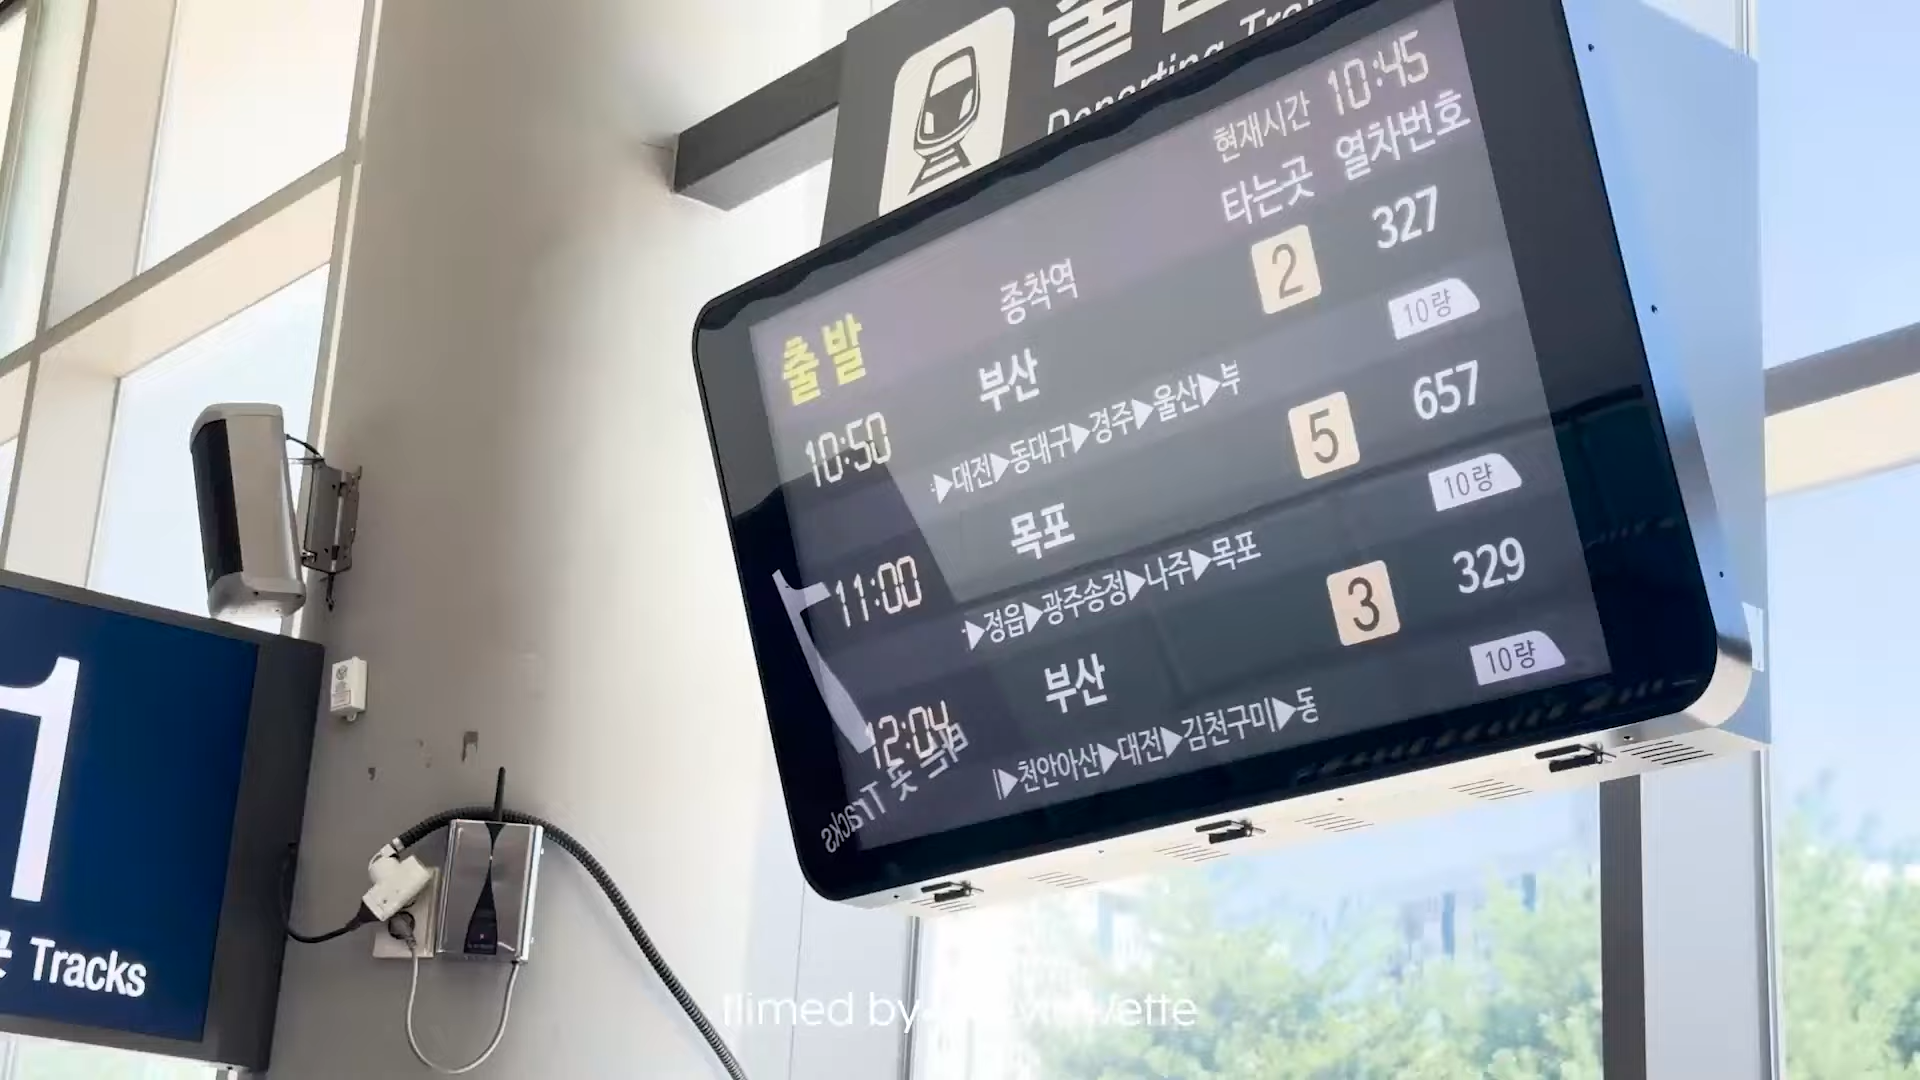 Departing
현재시간 10:45
출발 종착역 타는곳 열차번호
10:50 부산 2 327
▶대전▶동대구▶경주▶울산▶부
10량
11:00 목포 5 657
▶정읍▶광주송정▶나주▶목포
10량
12:04 부산 3 329
▶천안아산▶대전▶김천구미▶동
10량
타는 곳 Tracks
1
Tracks
filmed by